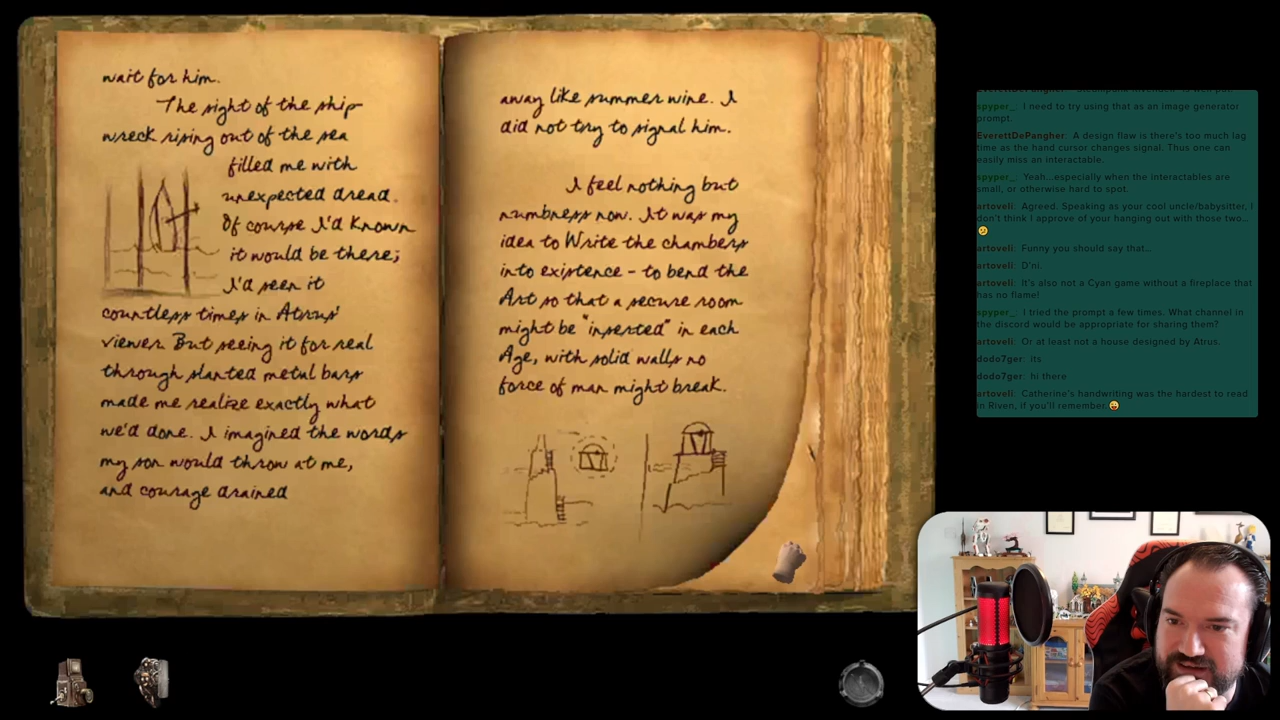 wait for him.
The sight of the ship-
wreck rising out of the sea
filled me with
unexpected dread.
Of course I'd known
it would be there;
I'd seen it
countless times in Atrus'
viewer. But seeing it for real
through slanted metal bars
made me realize exactly what
we'd done. I imagined the words
my son would throw at me,
and courage drained
away like summer wine. I
did not try to signal him.
I feel nothing but
numbness now. It was my
idea to Write the chambers
into existence - to bend the
Art so that a secure room
might be "inserted" in each
Age, with solid walls no
force of man might break.
spyper_: I need to try using that as an image generator
prompt.
EverettDePangher: A design flaw is there's too much lag
time as the hand cursor changes signal. Thus one can
easily miss an interactable.
spyper_: Yeah...especially when the interactables are
small, or otherwise hard to spot.
artoveli: Agreed. Speaking as your cool uncle/babysitter, I
don't think I approve of your hanging out with those two...
artoveli: Funny you should say that...
artoveli: D'ni.
artoveli: It's also not a Cyan game without a fireplace that
has no flame!
spyper_: I tried the prompt a few times. What channel in
the discord would be appropriate for sharing them?
artoveli: Or at least not a house designed by Atrus.
dodo7ger: its
dodo7ger: hi there
artoveli: Catherine's handwriting was the hardest to read
in Riven, if you'll remember